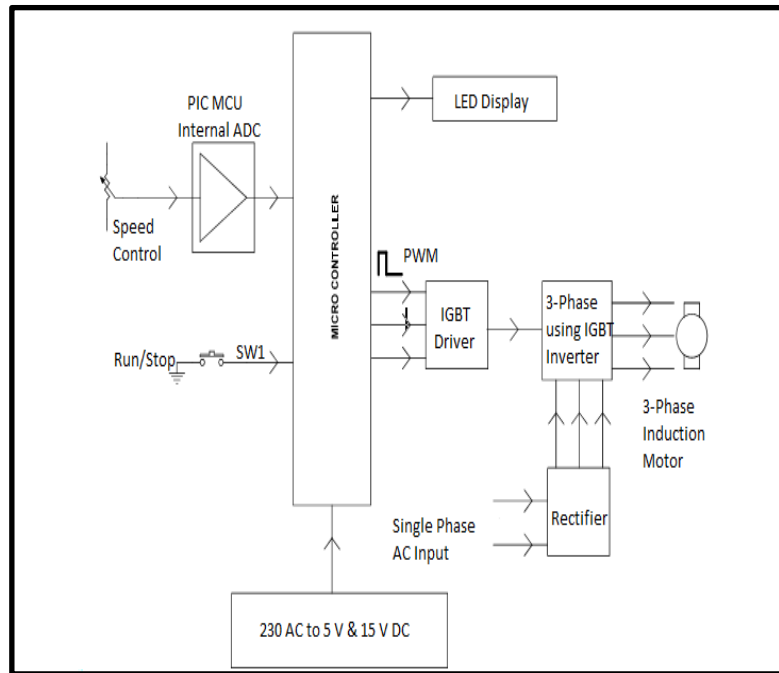 PIC MCU
Internal ADC
LED Display
Speed
Control
MICRO CONTROLLER
PWM
IGBT
Driver
3-Phase
using IGBT
Inverter
Run/Stop
SW1
3-Phase
Induction
Motor
Single Phase
AC Input
Rectifier
230 AC to 5 V & 15 V DC